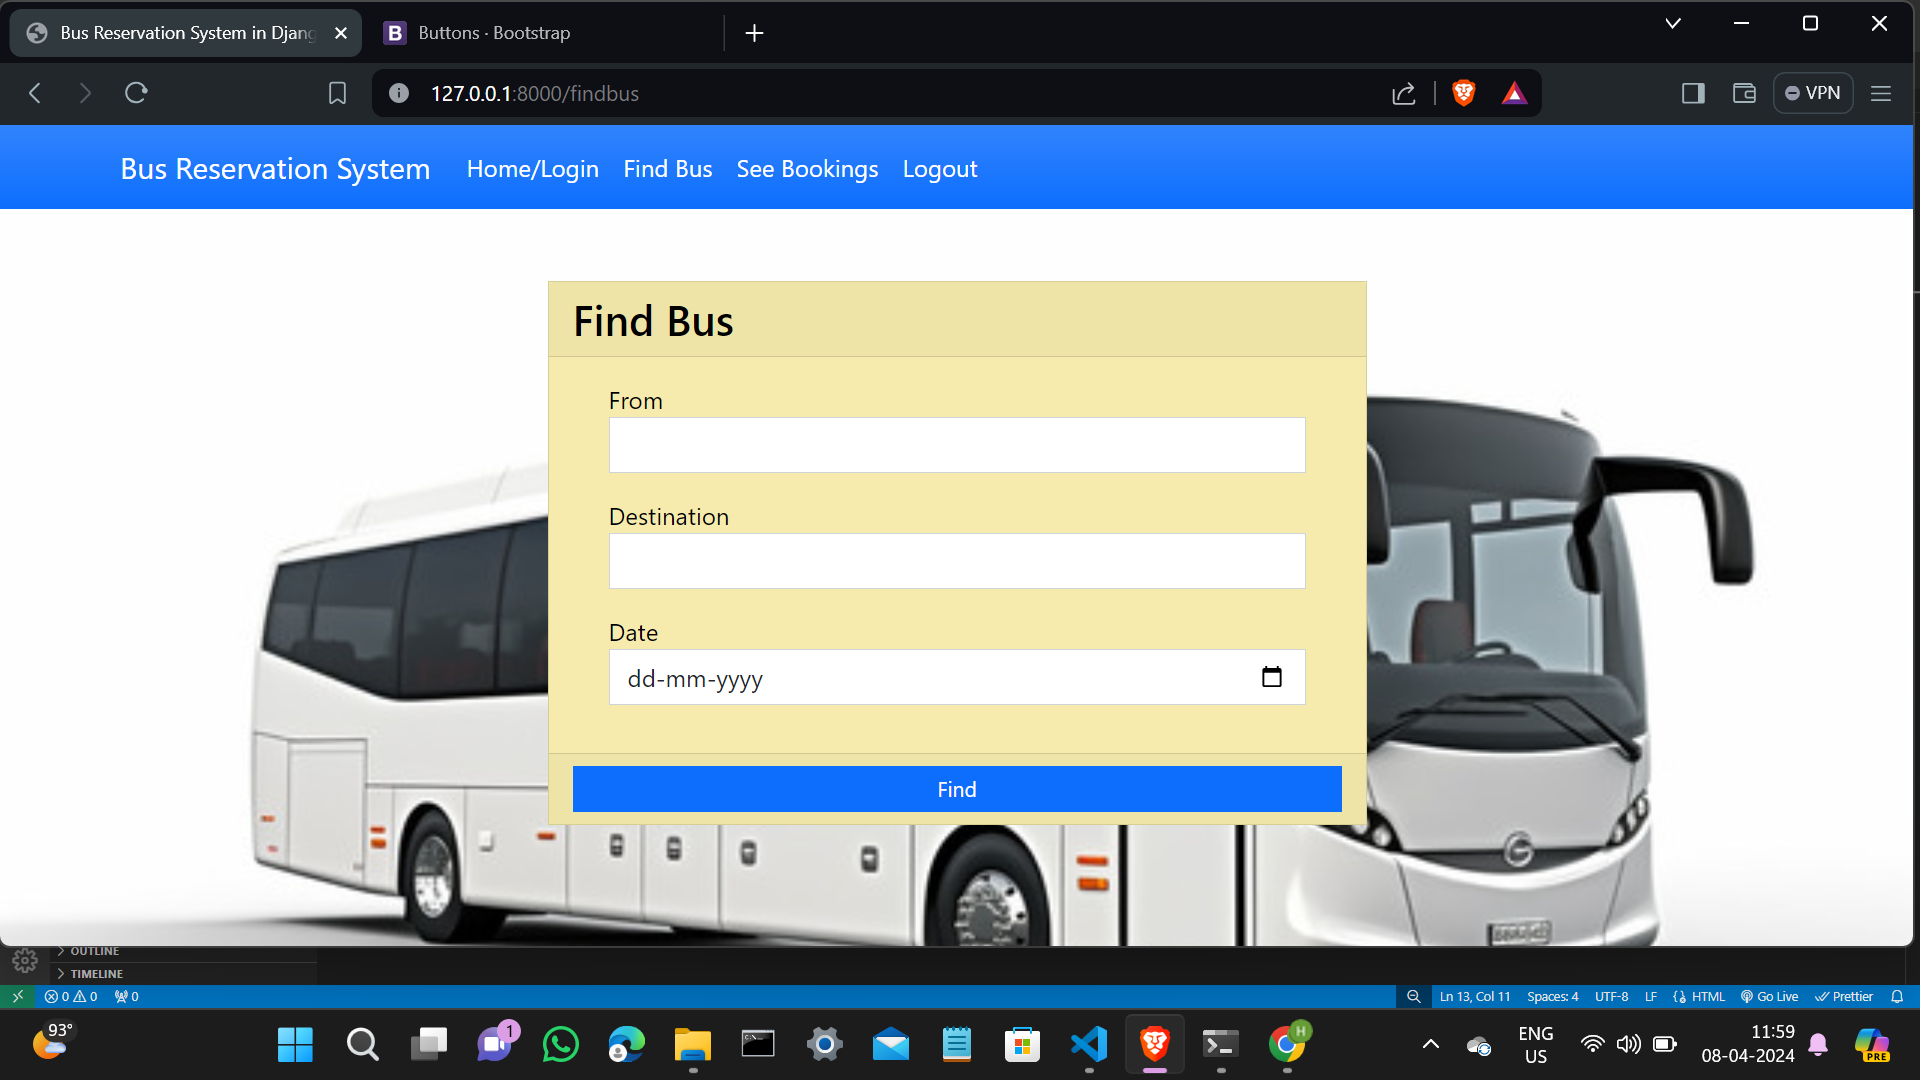 Bus Reservation System in Djang
Buttons · Bootstrap
127.0.0.1:8000/findbus
VPN
Bus Reservation System
Home/Login
Find Bus
See Bookings
Logout
Find Bus
From
Destination
Date
dd-mm-yyyy
Find
OUTLINE
TIMELINE
0 0 0
Ln 13, Col 11
Spaces: 4
UTF-8
LF
HTML
Go Live
Prettier
93°
1
H
ENG
US
11:59
08-04-2024
PRE